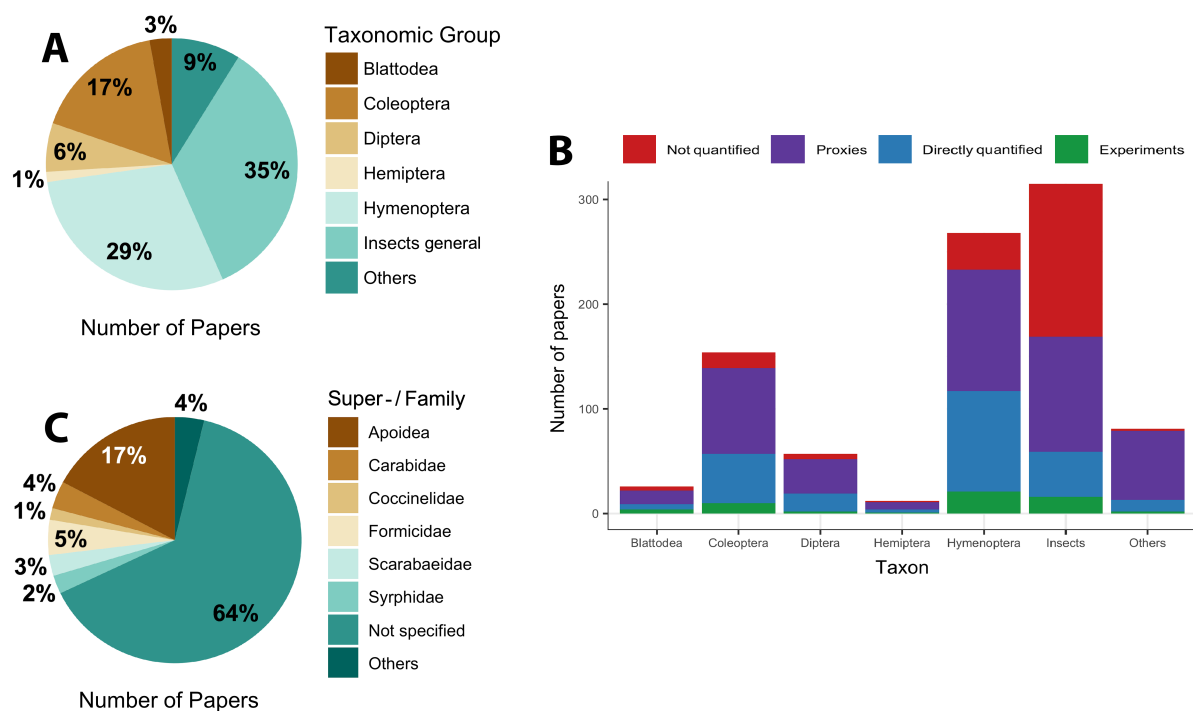 A
3%
9%
17%
6%
1%
35%
29%
Number of Papers
Taxonomic Group
Blattodea
Coleoptera
Diptera
Hemiptera
Hymenoptera
Insects general
Others
B
Not quantified
Proxies
Directly quantified
Experiments
Number of papers
300
200
100
0
Blattodea
Coleoptera
Diptera
Hemiptera
Hymenoptera
Insects
Others
Taxon
C
4%
17%
4%
1%
5%
3%
2%
64%
Number of Papers
Super-/ Family
Apoidea
Carabidae
Coccinelidae
Formicidae
Scarabaeidae
Syrphidae
Not specified
Others